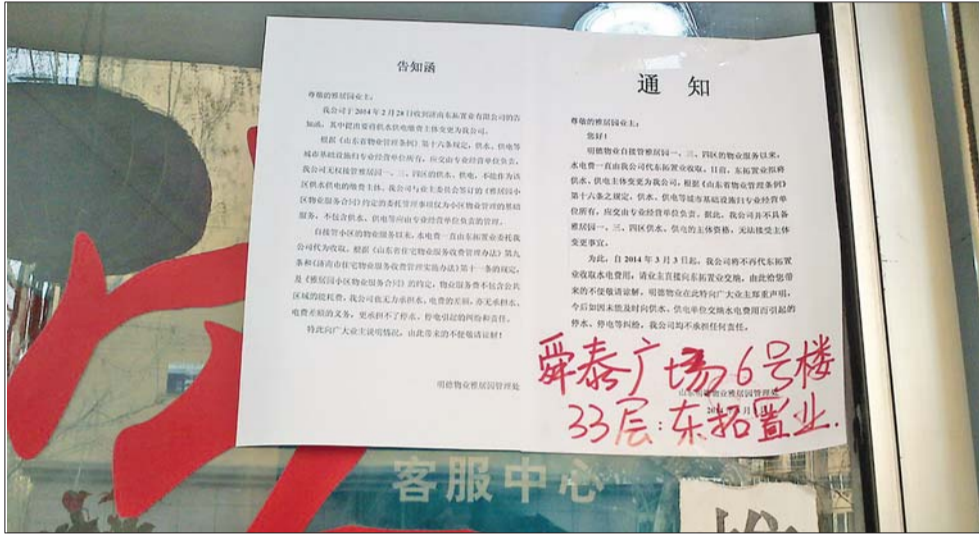 告知函
尊敬的雅居园业主：
我公司于2014年2月28日收到济南东拓置业有限公司的告
知函，其中提出要将供水供电缴费主体变更为我公司。
根据《山东省物业管理条例》第十六条规定，供水、供电等
城市基础设施归专业经营单位所有，应交由专业经营单位负责，
我公司无权接管雅居园一、三、四区的供水、供电，不能作为该
区供水供电的缴费主体。我公司与业主委员会签订的《雅居园小
区物业服务合同》约定的委托管理事项仅为小区物业管理的基础
服务，不包含供水、供电等应由专业经营单位负责的管理。
自接管小区的物业服务以来，水电费一直由东拓置业委托我
公司代为收取。根据《山东省住宅物业服务收费管理办法》第九
条和《济南市住宅物业服务收费管理实施办法》第十一条的规定，
及《雅居园小区物业服务合同》的约定，物业服务费不包含公共
区域的能耗费，我公司也无力承担水、电费的差额，亦无承担水、
电费差额的义务，更承担不了停水、停电引起的纠纷和责任。
特此向广大业主说明情况，由此带来的不便敬请谅解！
明德物业雅居园管理处
通知
尊敬的雅居园业主：
您好！
明德物业自接管雅居园一、三、四区的物业服务以来，
水电费一直由我公司代东拓置业收取。目前，东拓置业拟将
供水、供电主体变更为我公司，根据《山东省物业管理条例》
第十六条之规定，供水、供电等城市基础设施归专业经营单
位所有，应交由专业经营单位负责。据此，我公司并不具备
雅居园一、三、四区供水、供电的主体资格，无法接受主体
变更事宜。
为此，自2014年3月3日起，我公司将不再代东拓置
业收取水电费用，请业主直接向东拓置业交纳，由此给您带
来的不便敬请谅解，明德物业在此特向广大业主郑重声明，
今后如因未能及时向供水、供电单位交纳水电费用而引起的
停水、停电等纠纷，我公司均不承担任何责任。
山东明德物业雅居园管理处
舜泰广场6号楼
33层：东拓置业.
客服中心